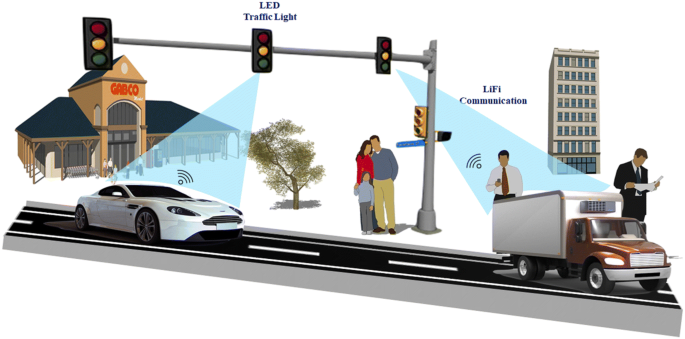 LED
Traffic Light
LiFi
Communication
GABCO